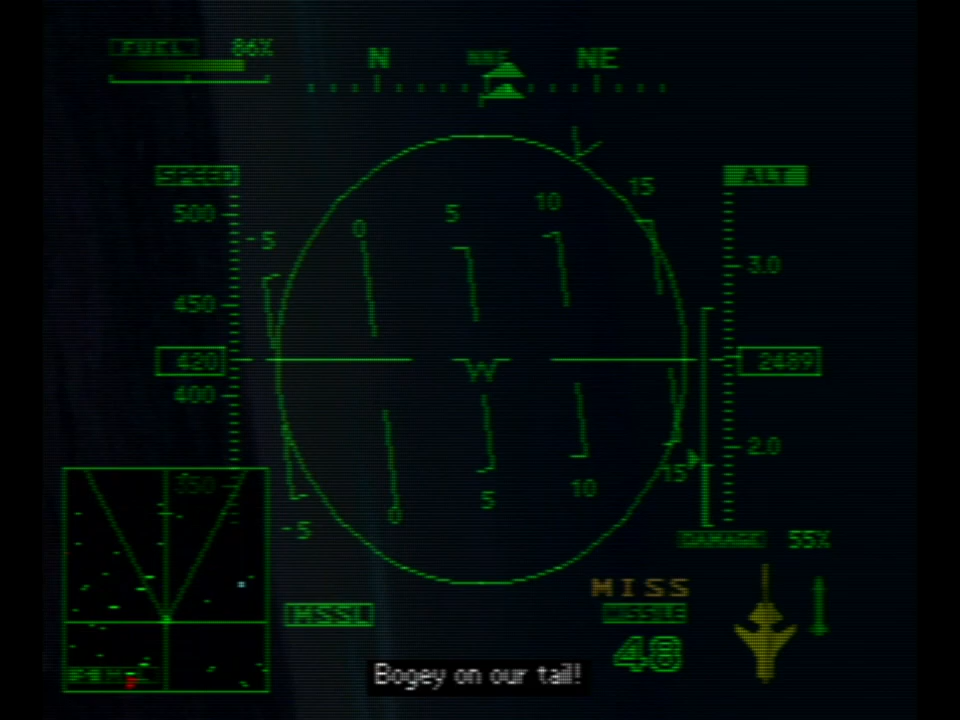 FUEL 86%
N NNE NE
SPEED
ALT
15
10
5
500
0
-5
3.0
450
420
W
2489
400
2.0
15
350
10
5
0
-5
DAMAGE 55%
MISS
MSSL
MISSILE
48
Bogey on our tail!